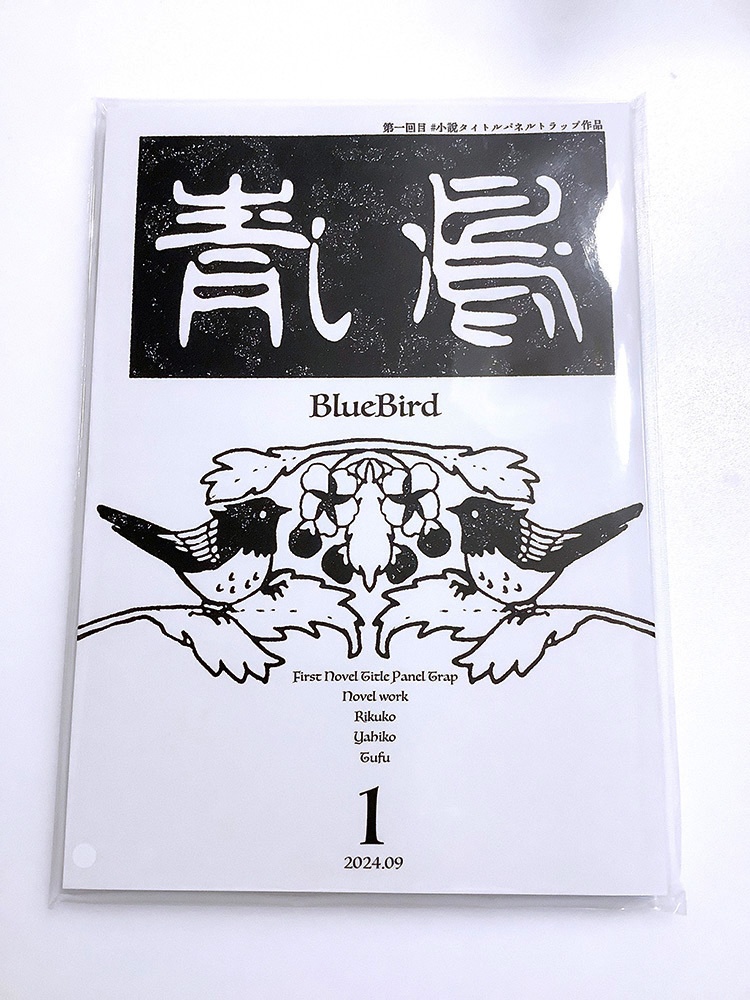 第一回目 #小説タイトルパネルトラップ作品
青い鳥
BlueBird
First Novel Title Panel Trap
Novel work
Rikuko
Yahiko
Tufu
1
2024.09